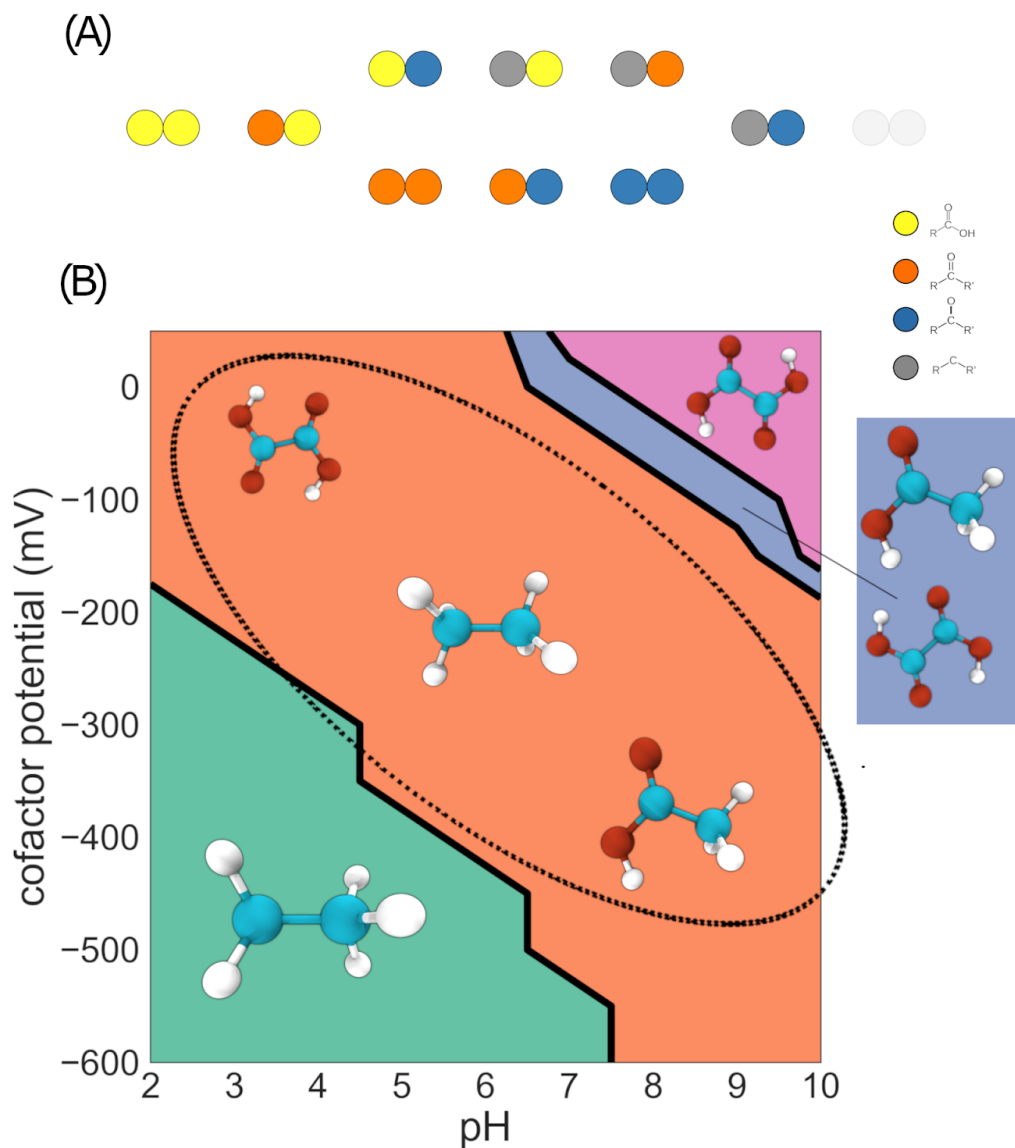 (A)
O
R OH
O
R R'
O
R C R'
C
R R'
(B)
0
−100
−200
−300
−400
−500
−600
cofactor potential (mV)
2 3 4 5 6 7 8 9 10
pH